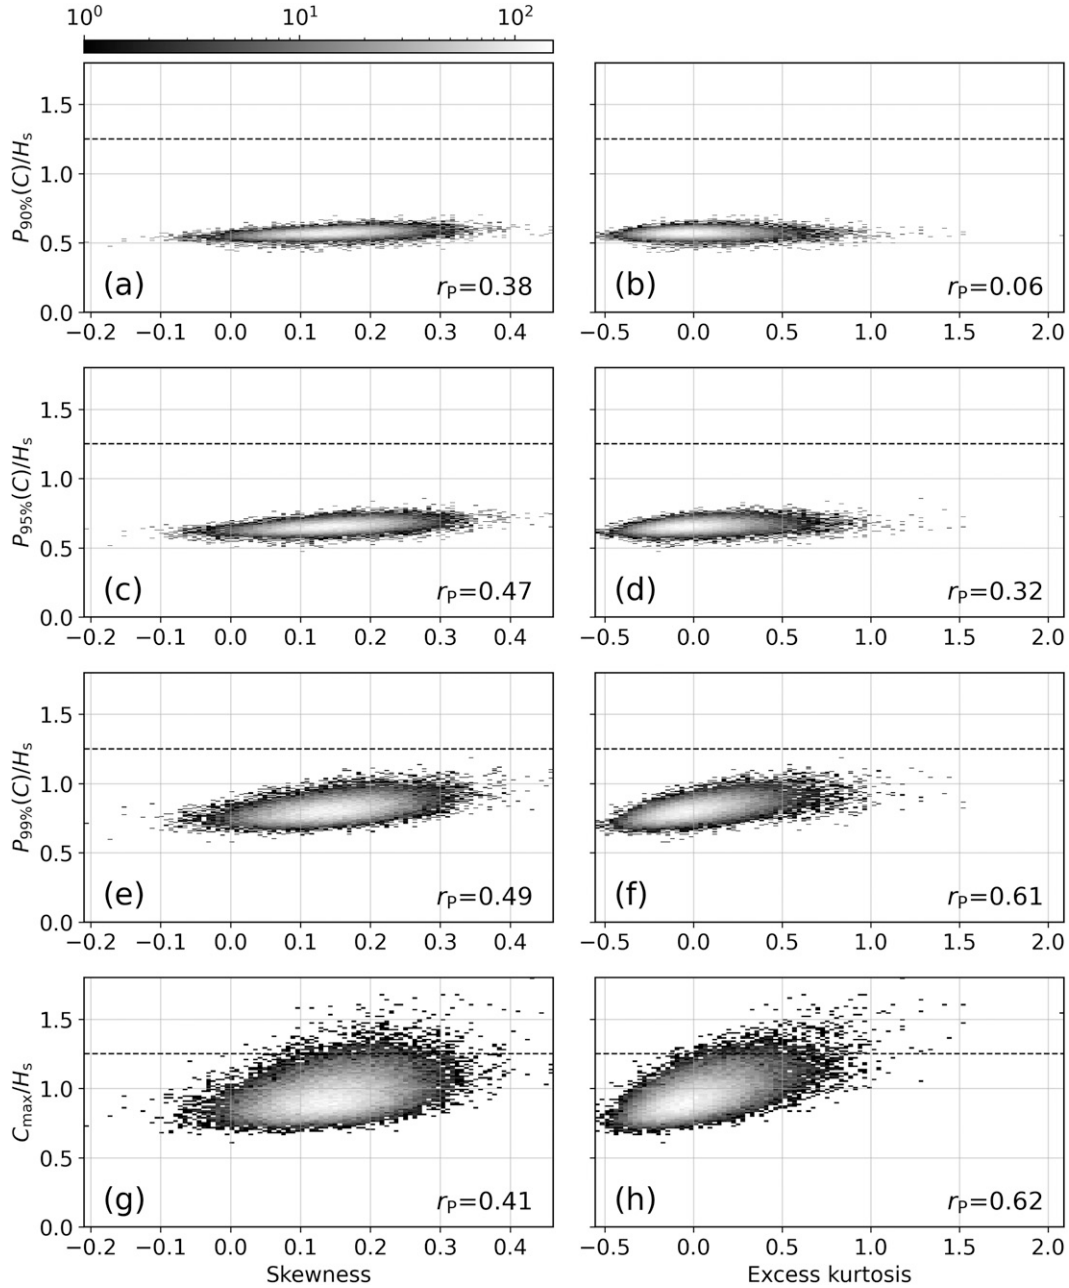 10⁰ 10¹ 10²
P₉₀%(C)/Hₛ
1.5
1.0
0.5
0.0
(a) rₚ=0.38
−0.2 −0.1 0.0 0.1 0.2 0.3 0.4
(b) rₚ=0.06
−0.5 0.0 0.5 1.0 1.5 2.0
P₉₅%(C)/Hₛ
1.5
1.0
0.5
0.0
(c) rₚ=0.47
−0.2 −0.1 0.0 0.1 0.2 0.3 0.4
(d) rₚ=0.32
−0.5 0.0 0.5 1.0 1.5 2.0
P₉₉%(C)/Hₛ
1.5
1.0
0.5
0.0
(e) rₚ=0.49
−0.2 −0.1 0.0 0.1 0.2 0.3 0.4
(f) rₚ=0.61
−0.5 0.0 0.5 1.0 1.5 2.0
Cₘₐₓ/Hₛ
1.5
1.0
0.5
0.0
(g) rₚ=0.41
−0.2 −0.1 0.0 0.1 0.2 0.3 0.4
Skewness
(h) rₚ=0.62
−0.5 0.0 0.5 1.0 1.5 2.0
Excess kurtosis